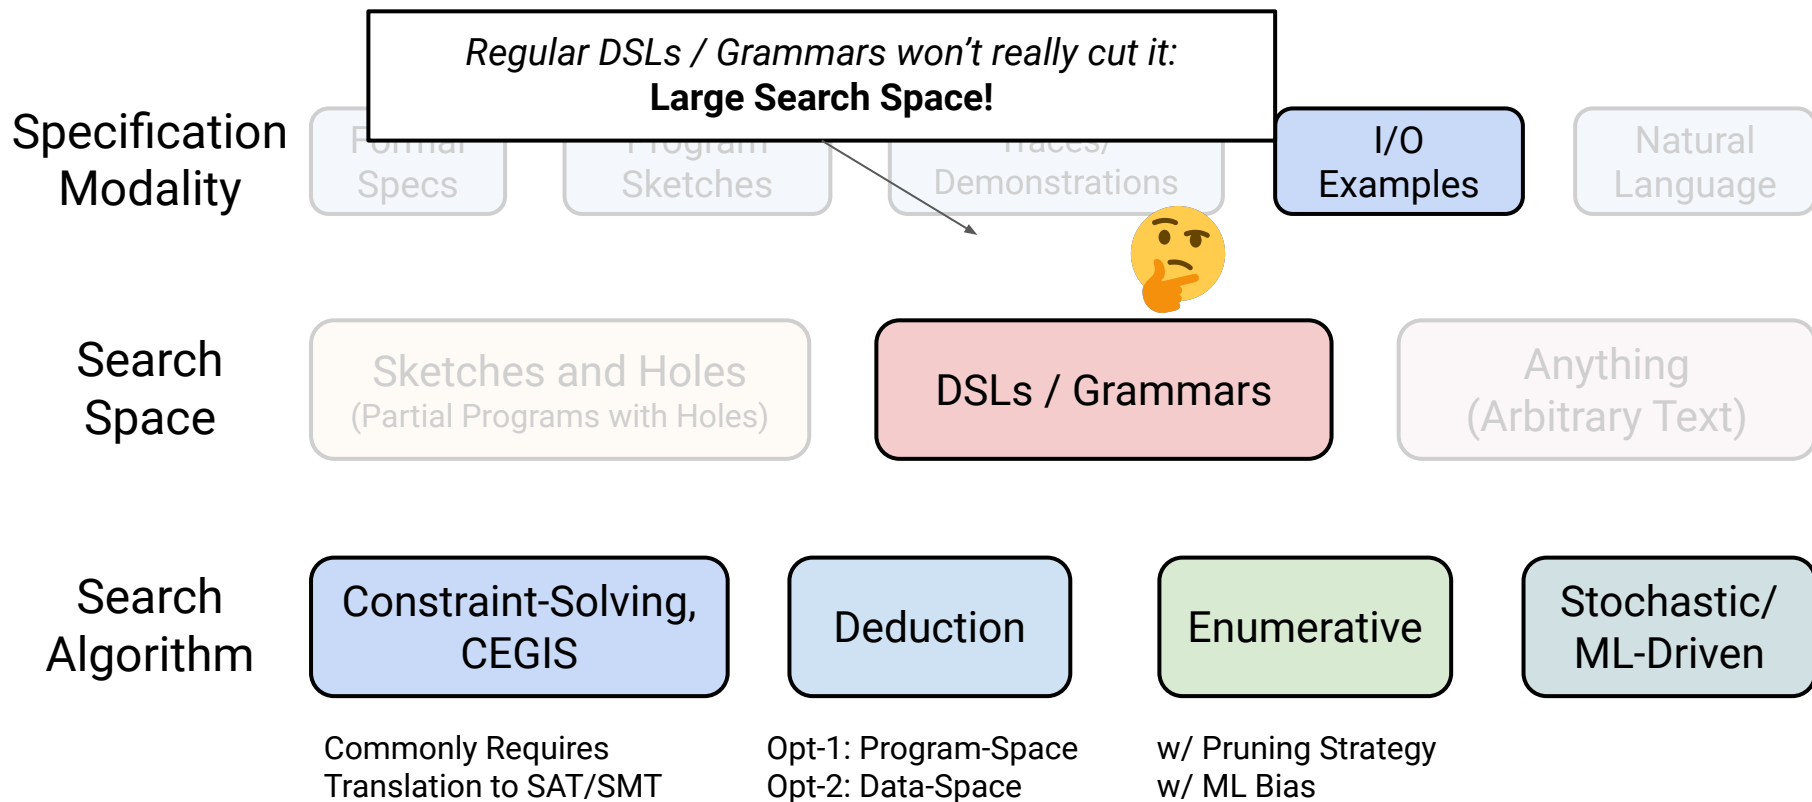 Regular DSLs / Grammars won't really cut it:
Large Search Space!
Specification
Modality
Formal
Specs
Program
Sketches
Traces/
Demonstrations
I/O
Examples
Natural
Language
Search
Space
Sketches and Holes
(Partial Programs with Holes)
DSLs / Grammars
Anything
(Arbitrary Text)
Search
Algorithm
Constraint-Solving,
CEGIS
Deduction
Enumerative
Stochastic/
ML-Driven
Commonly Requires
Translation to SAT/SMT
Opt-1: Program-Space
Opt-2: Data-Space
w/ Pruning Strategy
w/ ML Bias